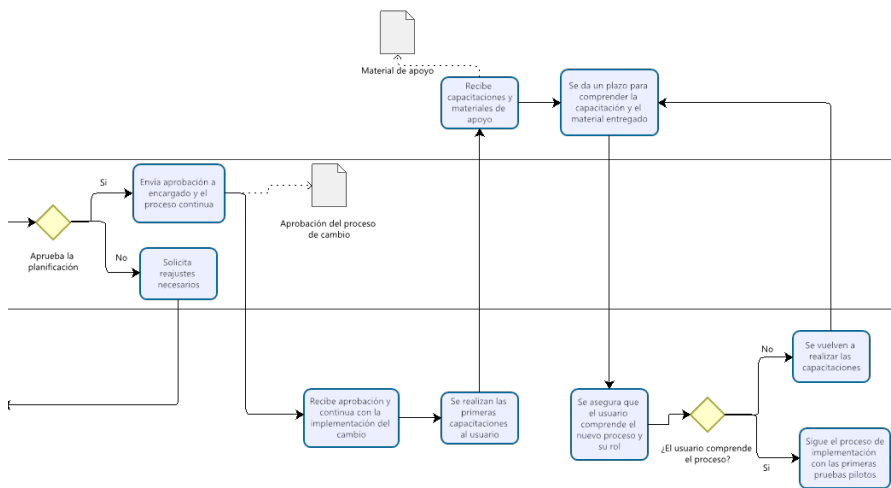 Material de apoyo
Recibe
capacitaciones y
materiales de
apoyo
Se da un plazo para
comprender la
capacitación y el
material entregado
Si
Envía aprobación a
encargado y el
proceso continua
Aprobación del proceso
de cambio
Aprueba la
planificación
No
Solicita
reajustes
necesarios
Recibe aprobación y
continua con la
implementación del
cambio
Se realizan las
primeras
capacitaciones
al usuario
Se asegura que
el usuario
comprende el
nuevo proceso y
su rol
¿El usuario comprende
el proceso?
No
Se vuelven a
realizar las
capacitaciones
Si
Sigue el proceso de
implementación
con las primeras
pruebas pilotos